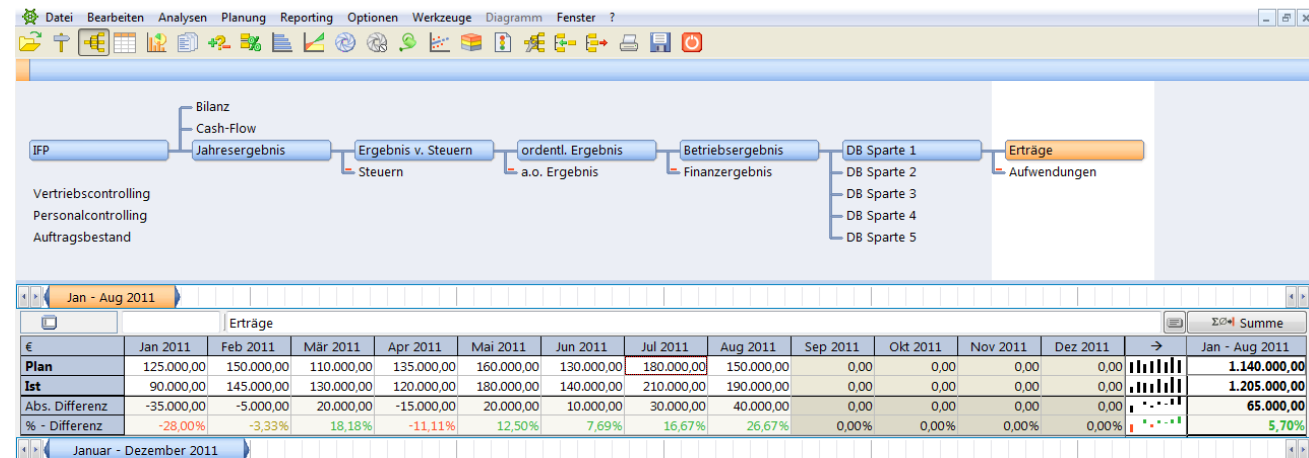 Datei Bearbeiten Analysen Planung Reporting Optionen Werkzeuge Diagramm Fenster ?
Bilanz
Cash-Flow
IFP Jahresergebnis Ergebnis v. Steuern ordentl. Ergebnis Betriebsergebnis DB Sparte 1 Erträge
Steuern a.o. Ergebnis Finanzergebnis DB Sparte 2 Aufwendungen
Vertriebscontrolling DB Sparte 3
Personalcontrolling DB Sparte 4
Auftragsbestand DB Sparte 5
Jan - Aug 2011
Erträge ΣØ Summe
€ Jan 2011 Feb 2011 Mär 2011 Apr 2011 Mai 2011 Jun 2011 Jul 2011 Aug 2011 Sep 2011 Okt 2011 Nov 2011 Dez 2011 → Jan - Aug 2011
Plan 125.000,00 150.000,00 110.000,00 135.000,00 160.000,00 130.000,00 180.000,00 150.000,00 0,00 0,00 0,00 0,00 1.140.000,00
Ist 90.000,00 145.000,00 130.000,00 120.000,00 180.000,00 140.000,00 210.000,00 190.000,00 0,00 0,00 0,00 0,00 1.205.000,00
Abs. Differenz -35.000,00 -5.000,00 20.000,00 -15.000,00 20.000,00 10.000,00 30.000,00 40.000,00 0,00 0,00 0,00 0,00 65.000,00
% - Differenz -28,00% -3,33% 18,18% -11,11% 12,50% 7,69% 16,67% 26,67% 0,00% 0,00% 0,00% 0,00% 5,70%
Januar - Dezember 2011